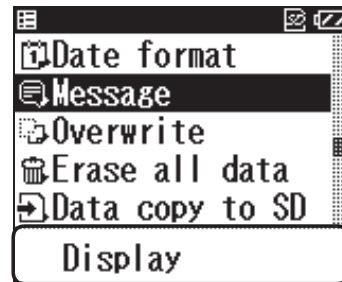 Date format
Message
Overwrite
Erase all data
Data copy to SD
Display